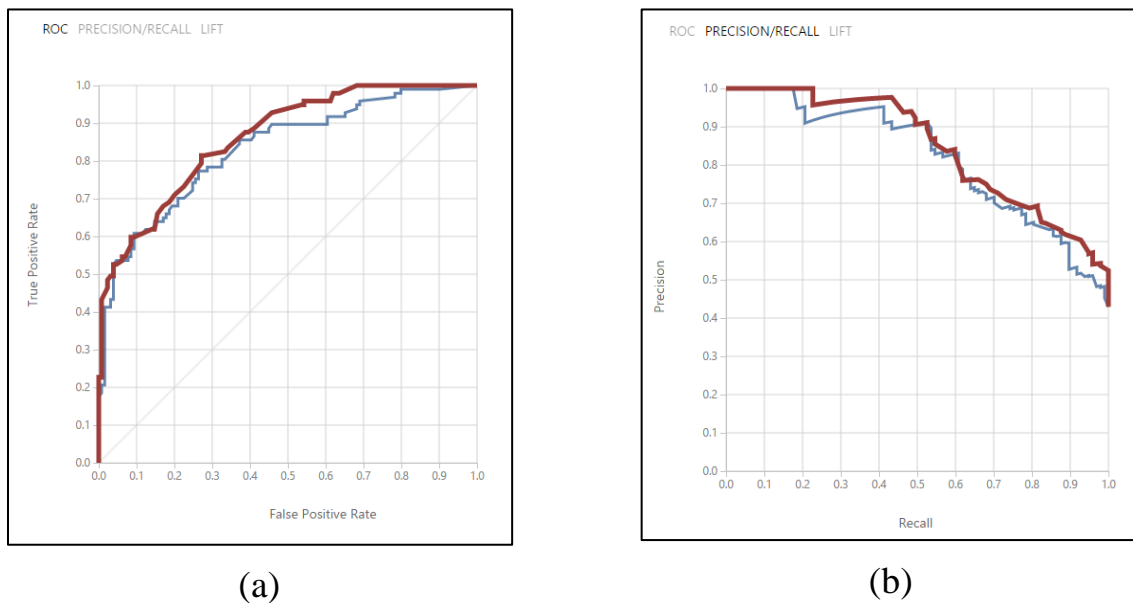 ROC PRECISION/RECALL LIFT
1.0
0.9
0.8
0.7
0.6
0.5
0.4
0.3
0.2
0.1
0.0
True Positive Rate
0.0 0.1 0.2 0.3 0.4 0.5 0.6 0.7 0.8 0.9 1.0
False Positive Rate
(a)
ROC PRECISION/RECALL LIFT
1.0
0.9
0.8
0.7
0.6
0.5
0.4
0.3
0.2
0.1
0.0
Precision
0.0 0.1 0.2 0.3 0.4 0.5 0.6 0.7 0.8 0.9 1.0
Recall
(b)